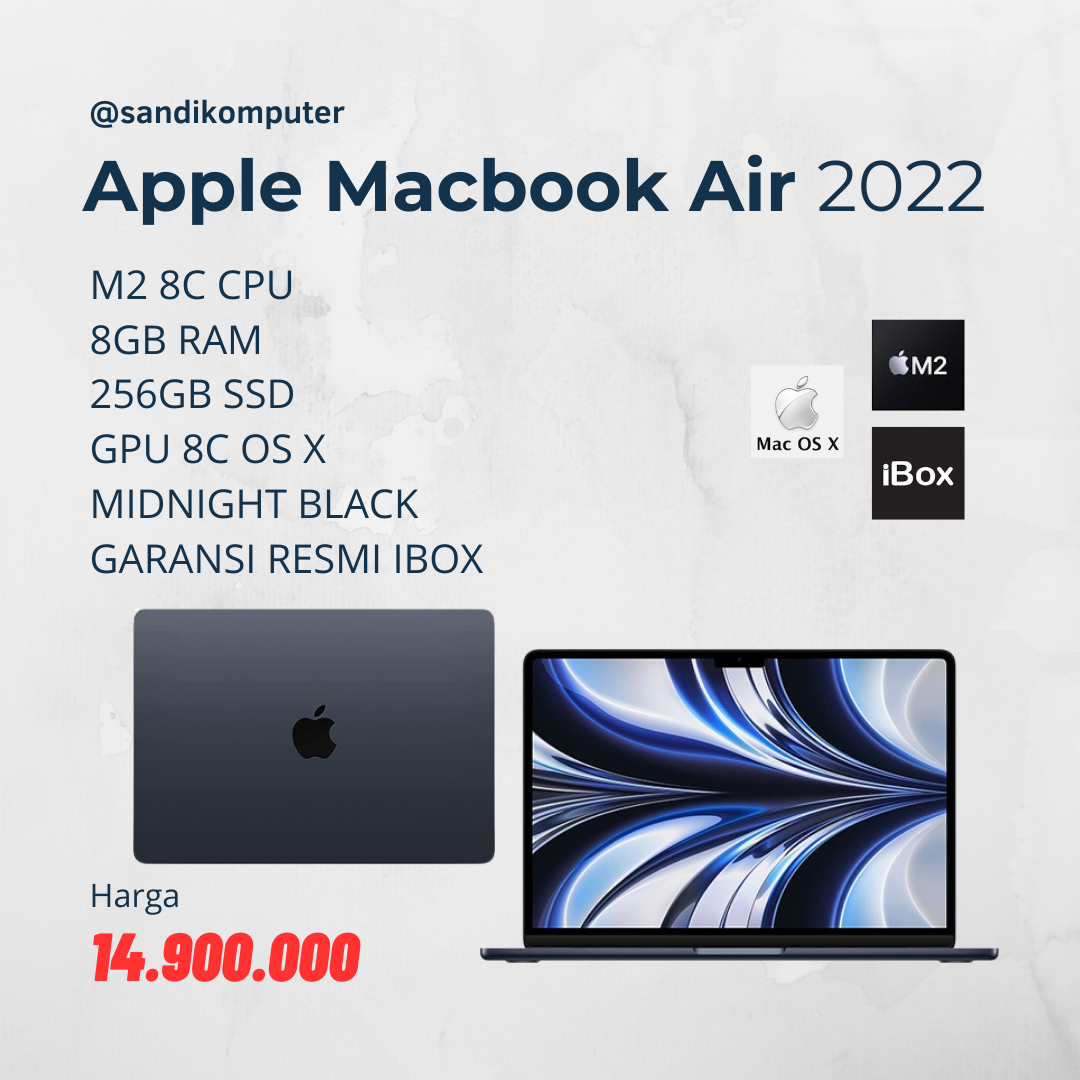 @sandikomputer
Apple Macbook Air 2022
M2 8C CPU
8GB RAM
256GB SSD
GPU 8C OS X
MIDNIGHT BLACK
GARANSI RESMI IBOX
M2
Mac OS X
iBox
Harga
14.900.000